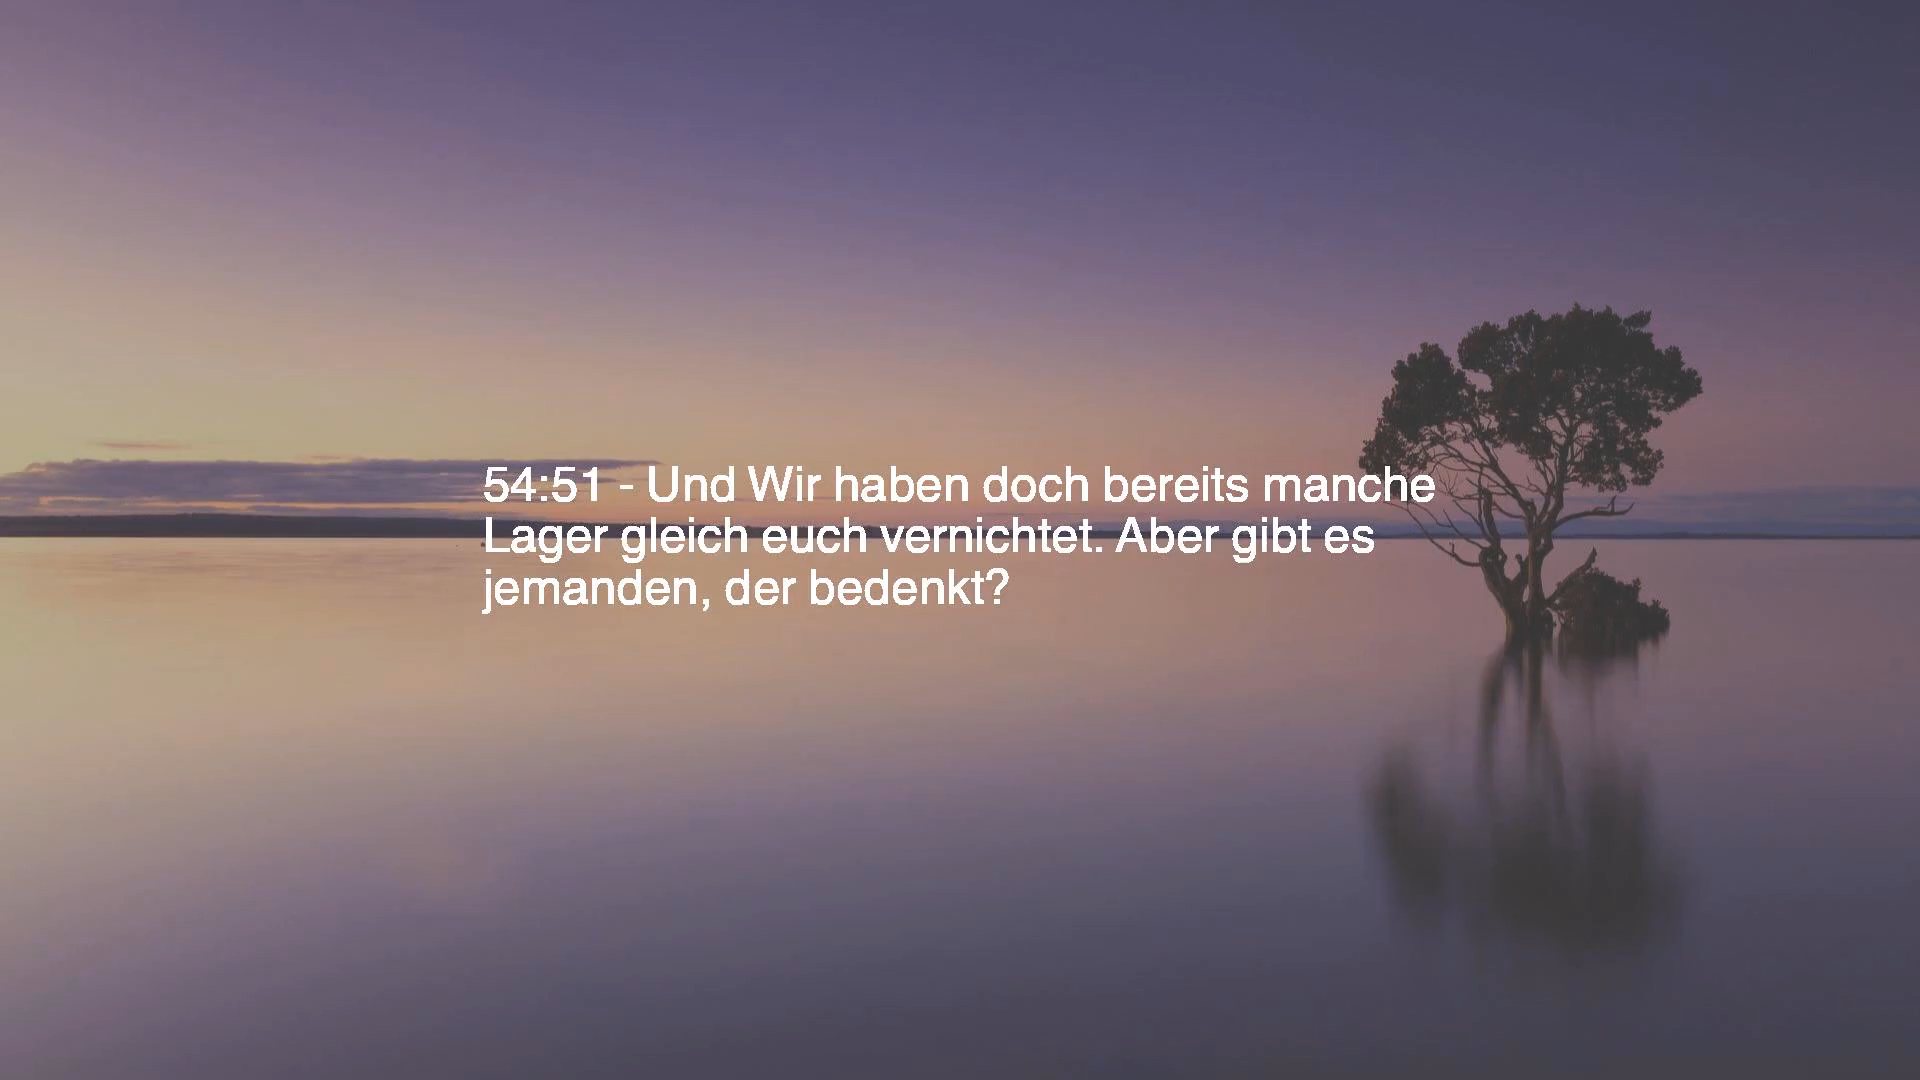 54:51 - Und Wir haben doch bereits manche
Lager gleich euch vernichtet. Aber gibt es
jemanden, der bedenkt?